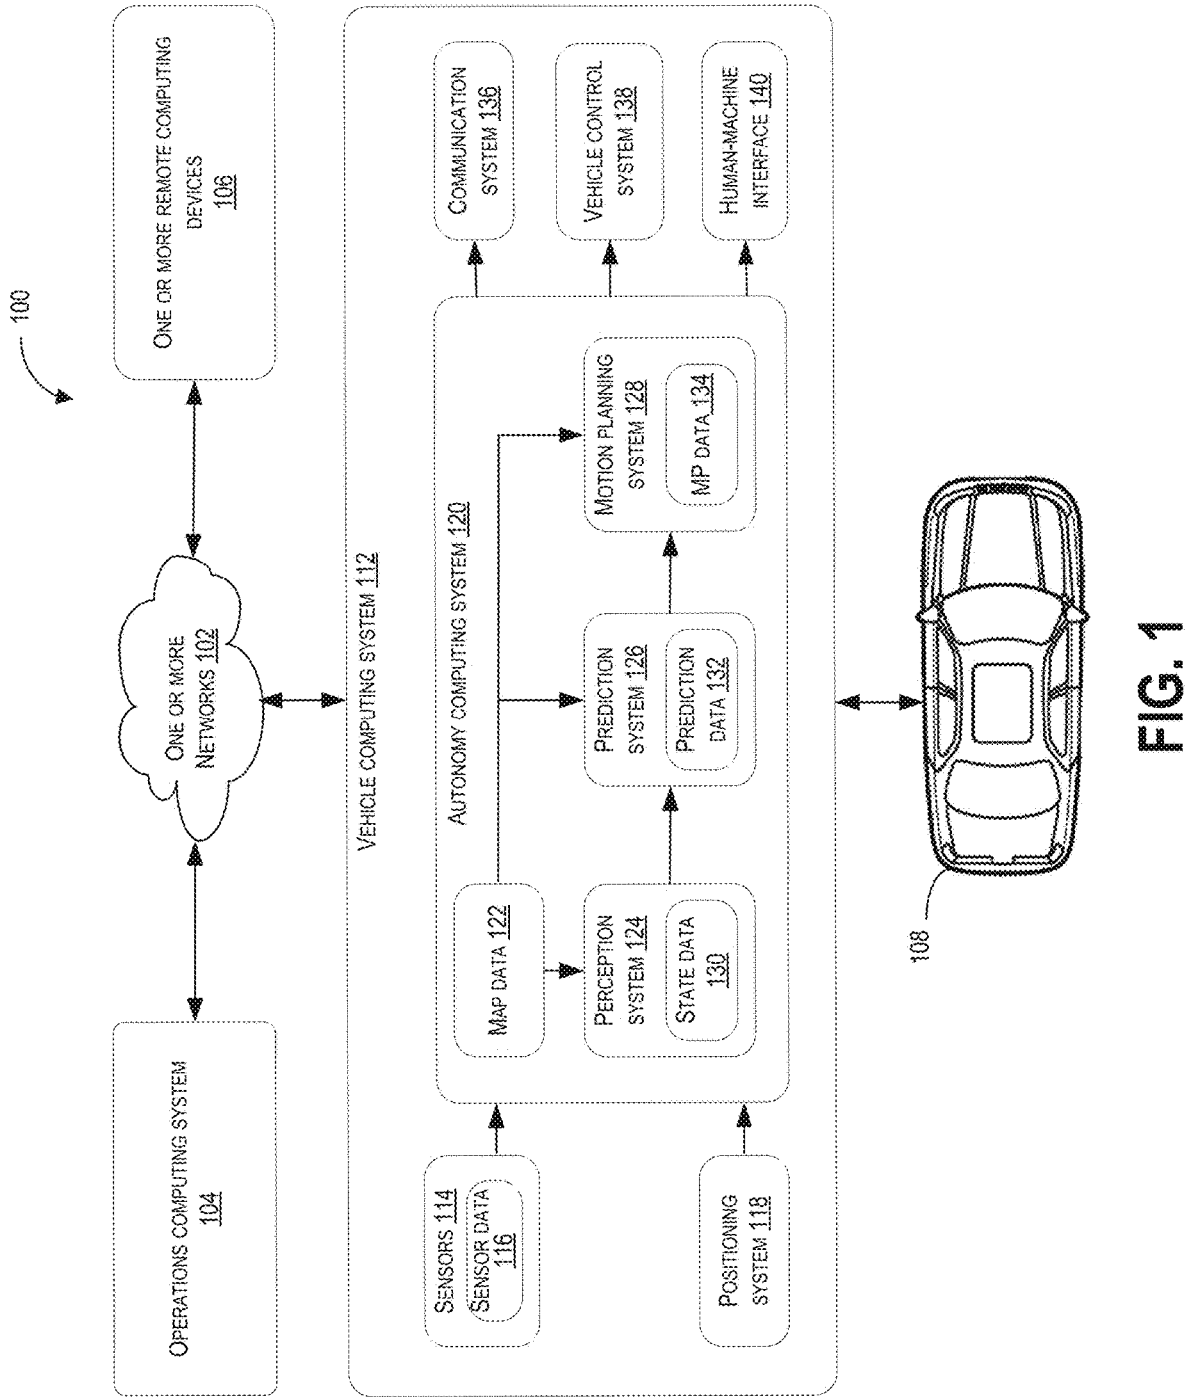 100
OPERATIONS COMPUTING SYSTEM
104
ONE OR MORE
NETWORKS 102
ONE OR MORE REMOTE COMPUTING
DEVICES
106
VEHICLE COMPUTING SYSTEM 112
SENSORS 114
SENSOR DATA
116
POSITIONING
SYSTEM 118
AUTONOMY COMPUTING SYSTEM 120
MAP DATA 122
PERCEPTION
SYSTEM 124
STATE DATA
130
PREDICTION
SYSTEM 126
PREDICTION
DATA 132
MOTION PLANNING
SYSTEM 128
MP DATA 134
COMMUNICATION
SYSTEM 136
VEHICLE CONTROL
SYSTEM 138
HUMAN-MACHINE
INTERFACE 140
108
FIG. 1